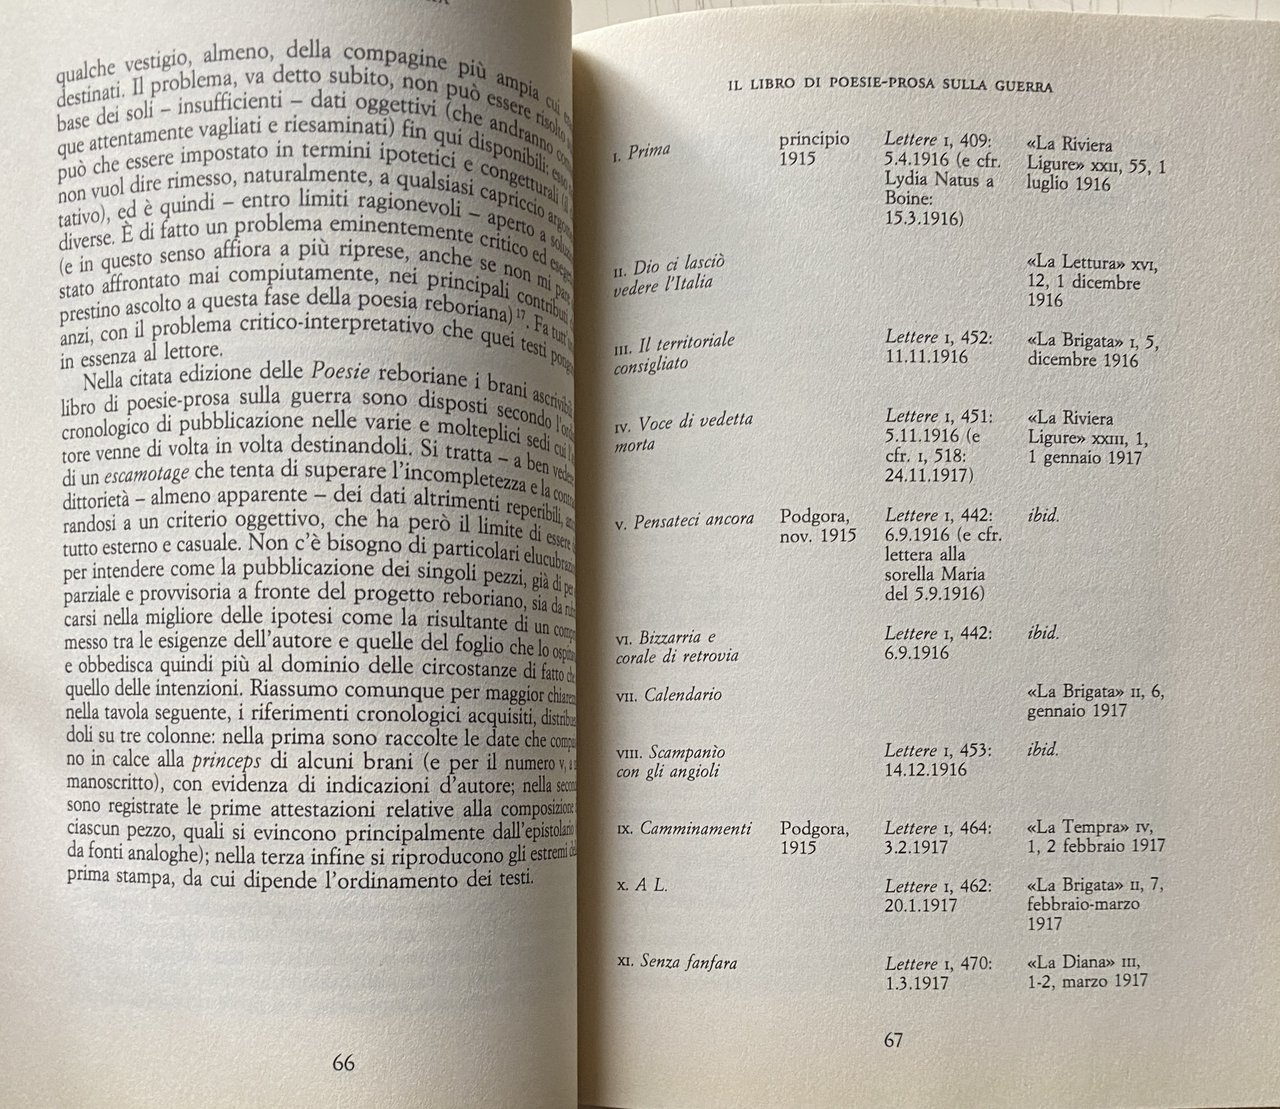 qualche vestigio, almeno, della compagine più ampia cui
destinati. Il problema, va detto subito, non può essere risolto
base dei soli – insufficienti – dati oggettivi (che andranno
que attentamente vagliati e riesaminati) fin qui disponibili: esso
può che essere impostato in termini ipotetici e congetturali (il
non vuol dire rimesso, naturalmente, a qualsiasi capriccio
tativo), ed è quindi – entro limiti ragionevoli – aperto a
diverse. È di fatto un problema eminentemente critico ed
(e in questo senso affiora a più riprese, anche se non mi pare
stato affrontato mai compiutamente, nei principali contributi
prestino ascolto a questa fase della poesia reboriana)17. Fa tutt'
anzi, con il problema critico-interpretativo che quei testi
in essenza al lettore.
Nella citata edizione delle Poesie reboriane i brani
libro di poesie-prosa sulla guerra sono disposti secondo
cronologico di pubblicazione nelle varie e molteplici sedi cui
tore venne di volta in volta destinandoli. Si tratta – a ben
di un escamotage che tenta di superare l'incompletezza e la
dittorietà – almeno apparente – dei dati altrimenti reperibili,
randosi a un criterio oggettivo, che ha però il limite di essere
tutto esterno e casuale. Non c'è bisogno di particolari
per intendere come la pubblicazione dei singoli pezzi, già di per
parziale e provvisoria a fronte del progetto reboriano, sia da
carsi nella migliore delle ipotesi come la risultante di un
messo tra le esigenze dell'autore e quelle del foglio che lo
e obbedisca quindi più al dominio delle circostanze di fatto
quello delle intenzioni. Riassumo comunque per maggior
nella tavola seguente, i riferimenti cronologici acquisiti,
doli su tre colonne: nella prima sono raccolte le date che
no in calce alla princeps di alcuni brani (e per il numero v,
manoscritto), con evidenza di indicazioni d'autore; nella
sono registrate le prime attestazioni relative alla composizione
ciascun pezzo, quali si evincono principalmente dall'epistolario
da fonti analoghe); nella terza infine si riproducono gli estremi
prima stampa, da cui dipende l'ordinamento dei testi.
66
IL LIBRO DI POESIE-PROSA SULLA GUERRA
I. Prima
principio
1915
Lettere I, 409:
5.4.1916 (e cfr.
Lydia Natus a
Boine:
15.3.1916)
«La Riviera
Ligure» XXII, 55, 1
luglio 1916
II. Dio ci lasciò
vedere l'Italia
«La Lettura» XVI,
12, 1 dicembre
1916
III. Il territoriale
consigliato
Lettere I, 452:
11.11.1916
«La Brigata» I, 5,
dicembre 1916
IV. Voce di vedetta
morta
Lettere I, 451:
5.11.1916 (e
cfr. I, 518:
24.11.1917)
«La Riviera
Ligure» XXIII, 1,
1 gennaio 1917
V. Pensateci ancora
Podgora,
nov. 1915
Lettere I, 442:
6.9.1916 (e cfr.
lettera alla
sorella Maria
del 5.9.1916)
ibid.
VI. Bizzarria e
corale di retrovia
Lettere I, 442:
6.9.1916
ibid.
VII. Calendario
«La Brigata» II, 6,
gennaio 1917
VIII. Scampanìo
con gli angioli
Lettere I, 453:
14.12.1916
ibid.
IX. Camminamenti
Podgora,
1915
Lettere I, 464:
3.2.1917
«La Tempra» IV,
1, 2 febbraio 1917
X. A L.
Lettere I, 462:
20.1.1917
«La Brigata» II, 7,
febbraio-marzo
1917
XI. Senza fanfara
Lettere I, 470:
1.3.1917
«La Diana» III,
1-2, marzo 1917
67